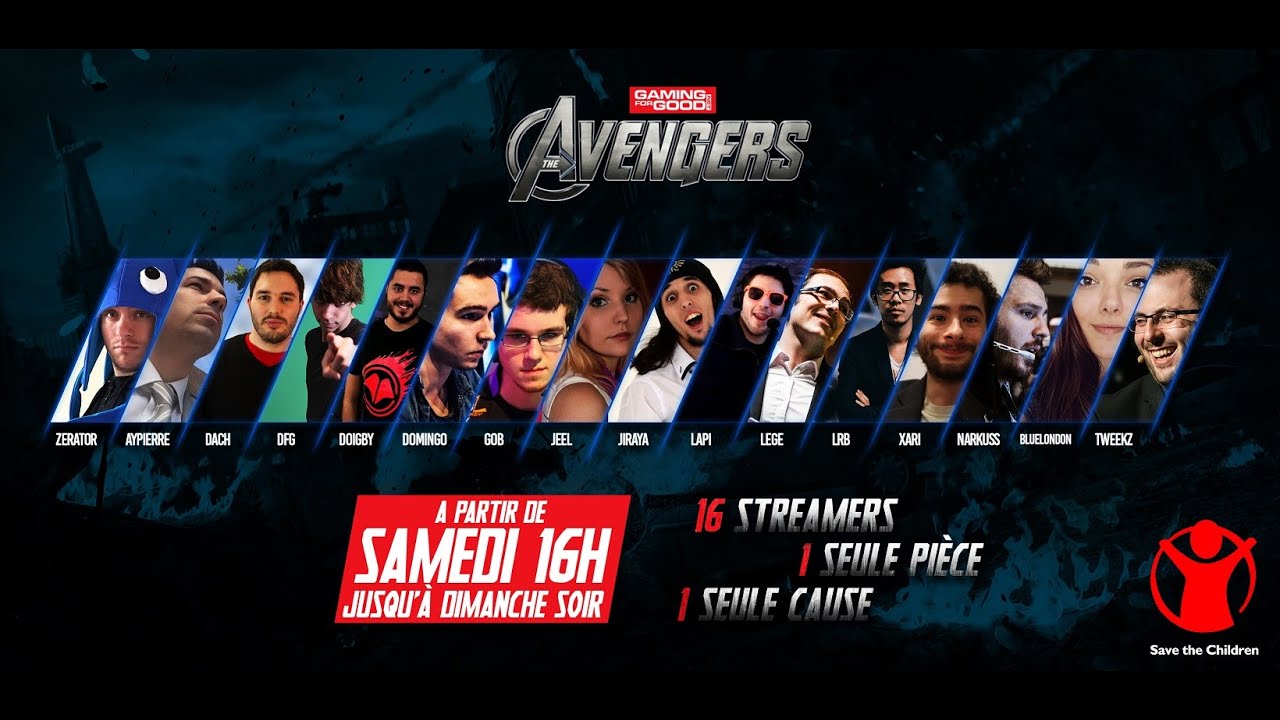 GAMING
FOR GOOD .NET
THE AVENGERS
ZERATOR AYPIERRE DACH DFG DOIGBY DOMINGO GOB JEEL JIRAYA LAPI LEGE LRB XARI NARKUSS BLUELONDON TWEEKZ
A PARTIR DE
SAMEDI 16H
JUSQU'À DIMANCHE SOIR
16 STREAMERS
1 SEULE PIÈCE
1 SEULE CAUSE
Save the Children